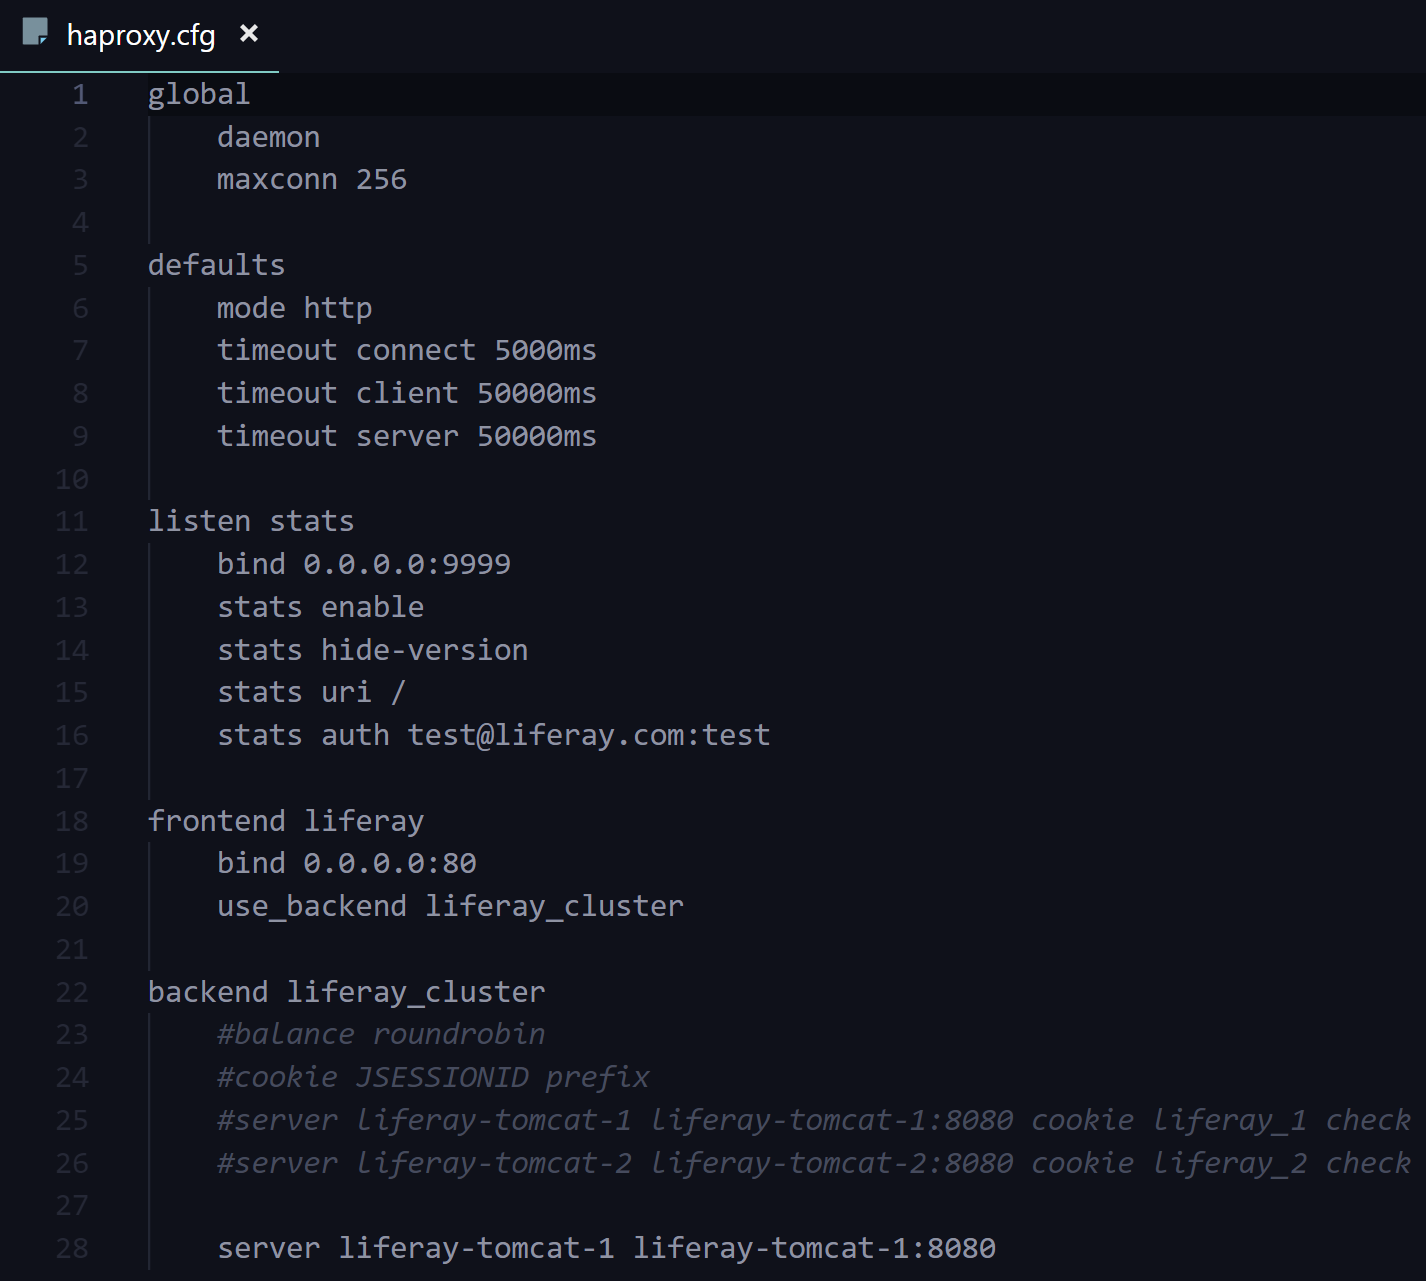 haproxy.cfg ×
1 global
2     daemon
3     maxconn 256
4
5 defaults
6     mode http
7     timeout connect 5000ms
8     timeout client 50000ms
9     timeout server 50000ms
10
11 listen stats
12     bind 0.0.0.0:9999
13     stats enable
14     stats hide-version
15     stats uri /
16     stats auth test@liferay.com:test
17
18 frontend liferay
19     bind 0.0.0.0:80
20     use_backend liferay_cluster
21
22 backend liferay_cluster
23     #balance roundrobin
24     #cookie JSESSIONID prefix
25     #server liferay-tomcat-1 liferay-tomcat-1:8080 cookie liferay_1 check
26     #server liferay-tomcat-2 liferay-tomcat-2:8080 cookie liferay_2 check
27
28     server liferay-tomcat-1 liferay-tomcat-1:8080